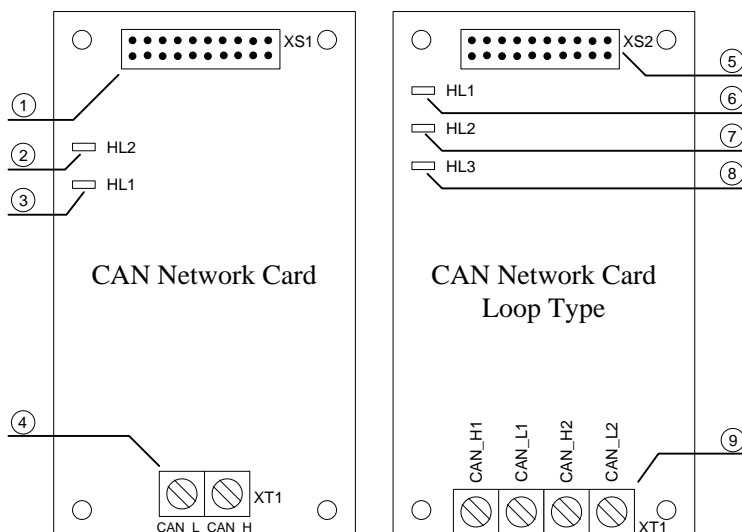 XS1
1
HL2
2
HL1
3
CAN Network Card
4
XT1
CAN_L CAN_H
XS2
5
HL1
6
HL2
7
HL3
8
CAN Network Card
Loop Type
CAN_H1
CAN_L1
CAN_H2
CAN_L2
9
XT1